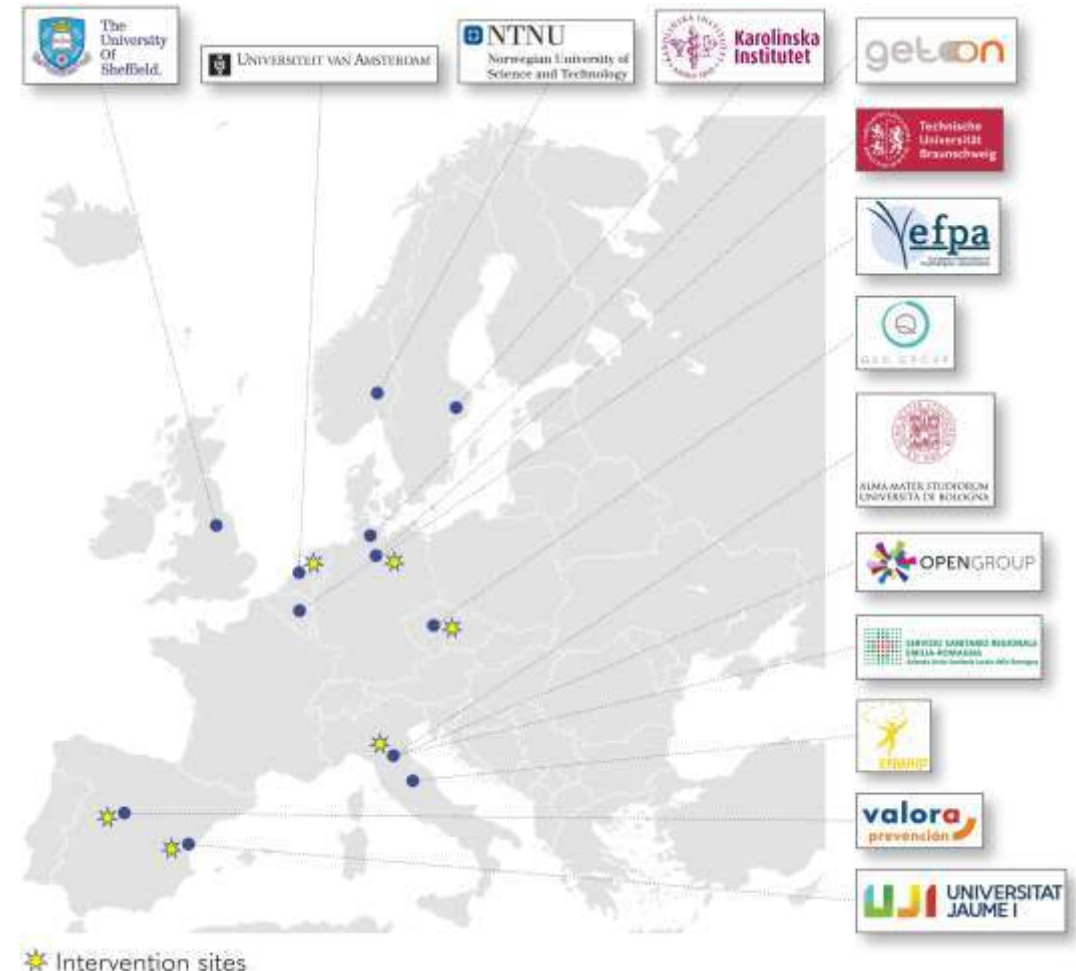 The
University
Of
Sheffield.
UNIVERSITEIT VAN AMSTERDAM
NTNU
Norwegian University of
Science and Technology
Karolinska
Institutet
geton
Technische
Universität
Braunschweig
efpa
Q
ALMA MATER STUDIORUM
UNIVERSITÀ DI BOLOGNA
OPENGROUP
SERVIZIO SANITARIO REGIONALE
EMILIA-ROMAGNA
valora
prevención
UJI UNIVERSITAT
JAUME I
Intervention sites